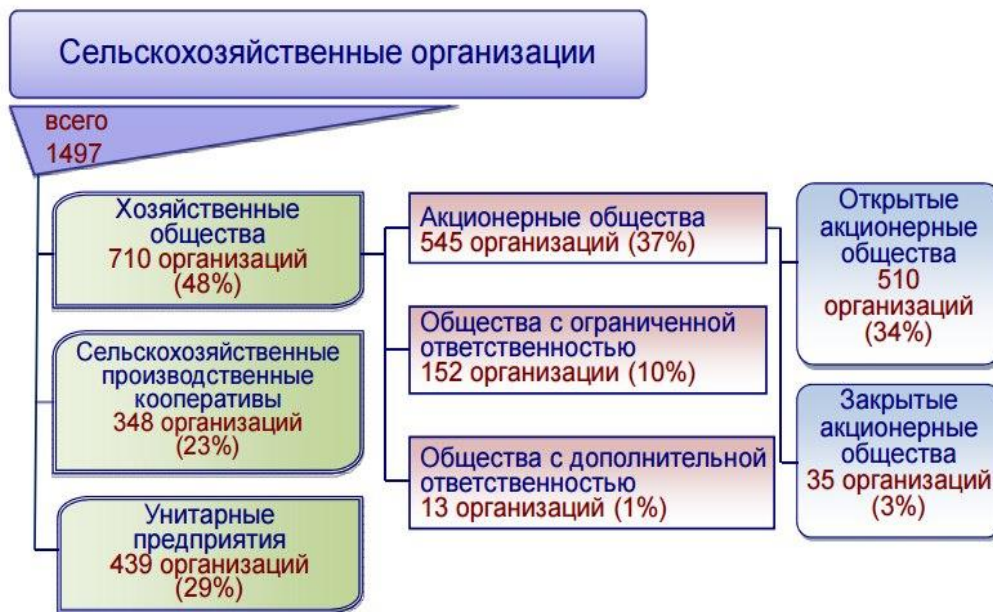 Сельскохозяйственные организации
всего
1497
Хозяйственные
общества
710 организаций
(48%)
Сельскохозяйственные
производственные
кооперативы
348 организаций
(23%)
Унитарные
предприятия
439 организаций
(29%)
Акционерные общества
545 организаций (37%)
Общества с ограниченной
ответственностью
152 организации (10%)
Общества с дополнительной
ответственностью
13 организаций (1%)
Открытые
акционерные
общества
510
организаций
(34%)
Закрытые
акционерные
общества
35 организаций
(3%)